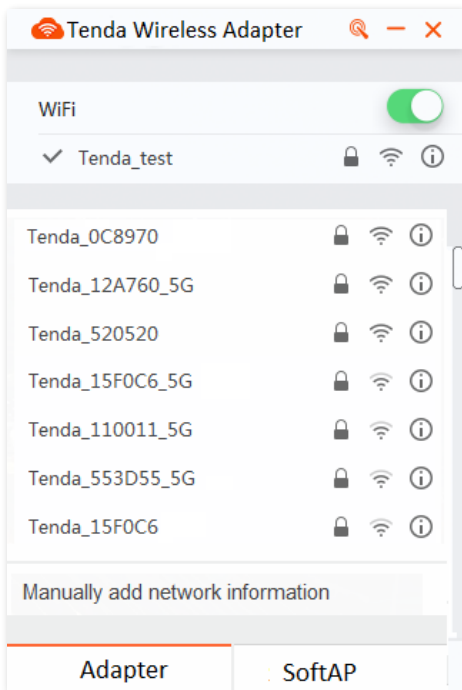 Tenda Wireless Adapter
WiFi
Tenda_test
Tenda_0C8970
Tenda_12A760_5G
Tenda_520520
Tenda_15F0C6_5G
Tenda_110011_5G
Tenda_553D55_5G
Tenda_15F0C6
Manually add network information
Adapter SoftAP